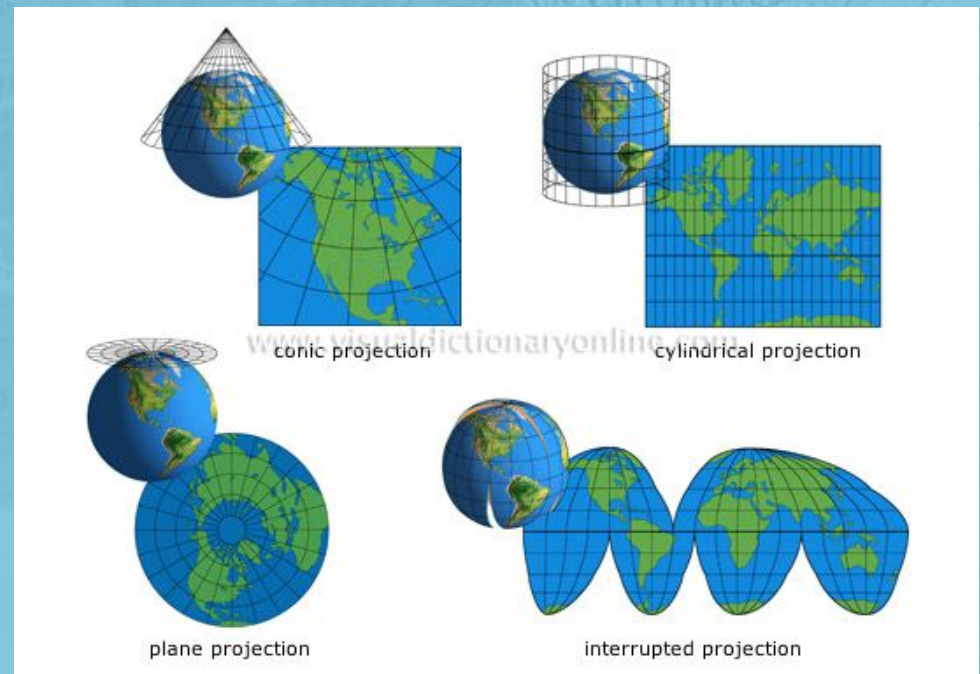 conic projection
cylindrical projection
www.visualdictionaryonline.com
plane projection
interrupted projection